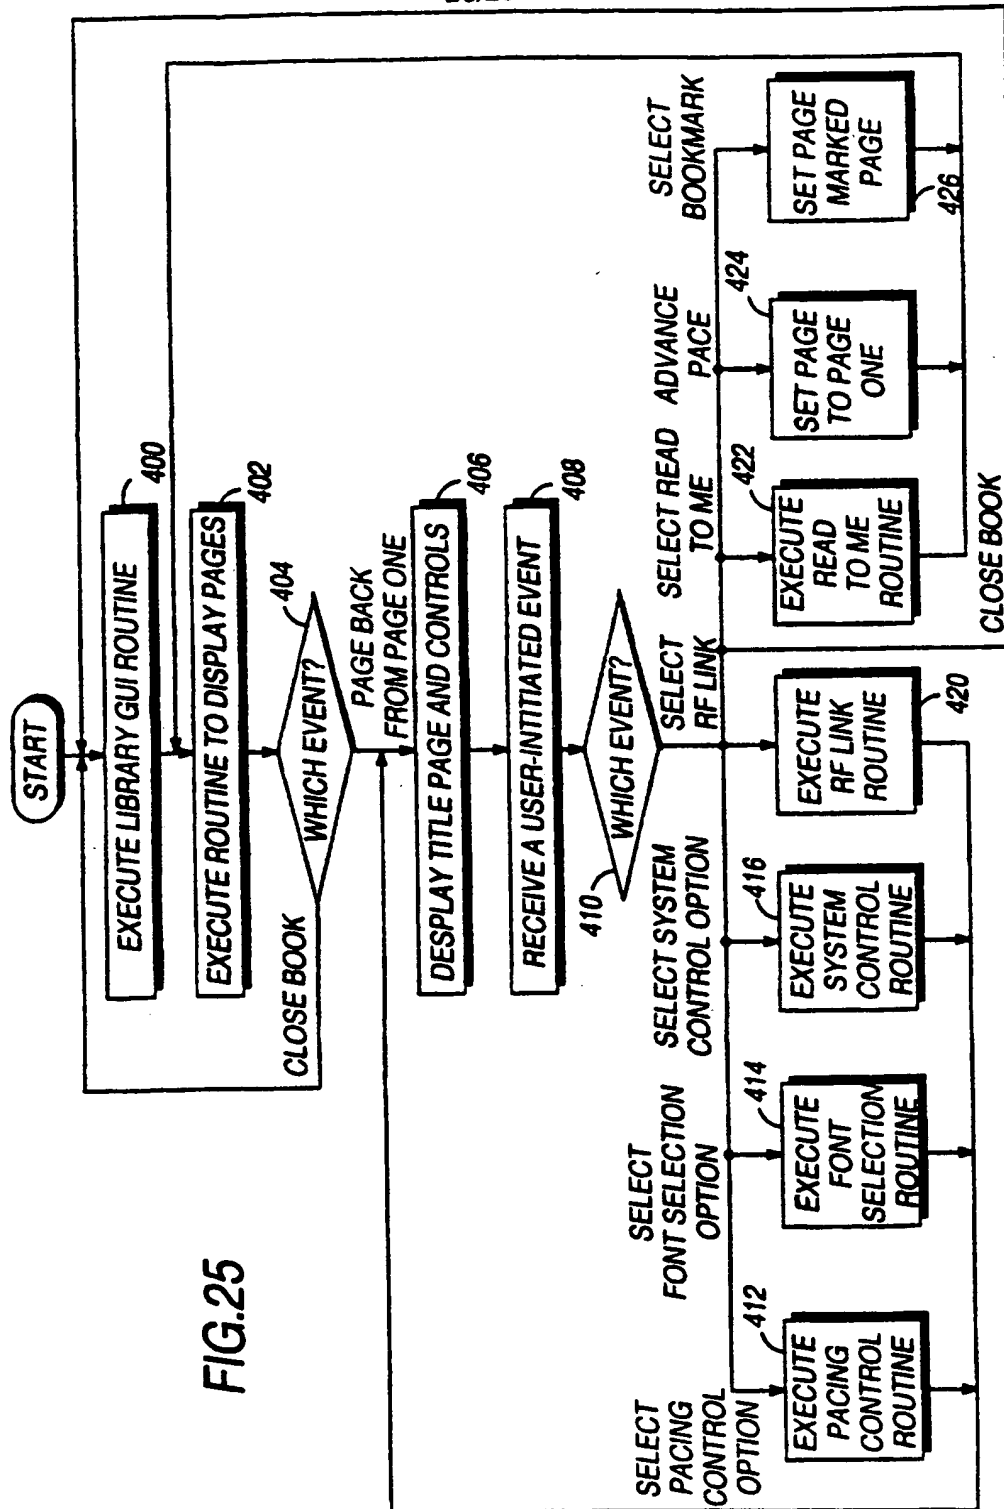 FIG.25
START
EXECUTE LIBRARY GUI ROUTINE
400
EXECUTE ROUTINE TO DISPLAY PAGES
402
WHICH EVENT?
404
CLOSE BOOK
PAGE BACK
FROM PAGE ONE
DESPLAY TITLE PAGE AND CONTROLS
406
RECEIVE A USER-INTITIATED EVENT
408
WHICH EVENT?
410
SELECT
PACING
CONTROL
OPTION
412
EXECUTE
PACING
CONTROL
ROUTINE
SELECT
FONT SELECTION
OPTION
414
EXECUTE
FONT
SELECTION
ROUTINE
SELECT SYSTEM
CONTROL OPTION
416
EXECUTE
SYSTEM
CONTROL
ROUTINE
SELECT
RF LINK
EXECUTE
RF LINK
ROUTINE
420
CLOSE BOOK
SELECT READ
TO ME
422
EXECUTE
READ
TO ME
ROUTINE
ADVANCE
PACE
424
SET PAGE
TO PAGE
ONE
SELECT
BOOKMARK
SET PAGE
MARKED
PAGE
426